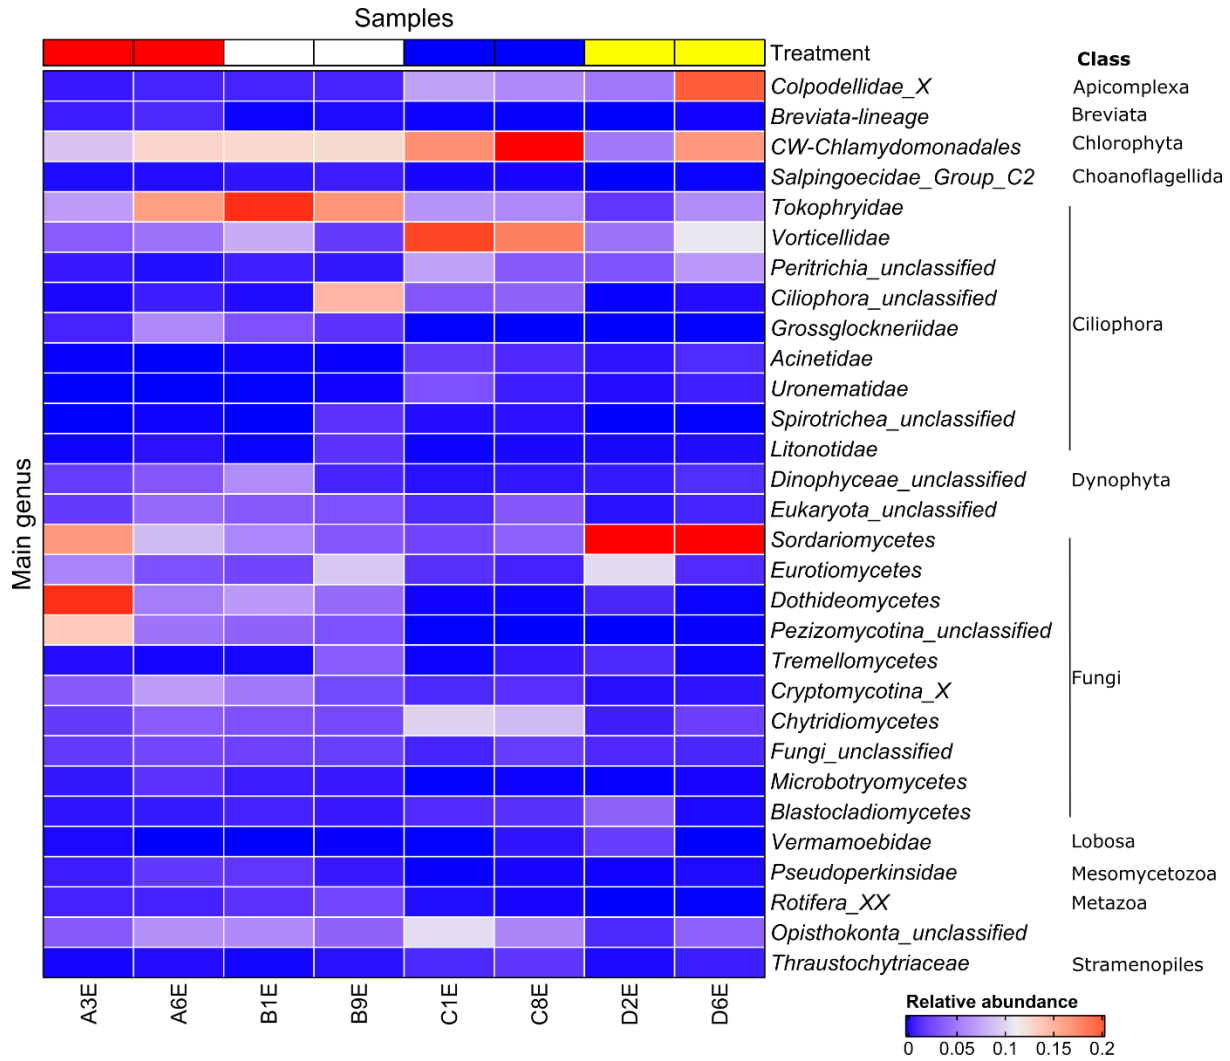 Samples
Treatment
Class
Colpodellidae_X Apicomplexa
Breviata-lineage Breviata
CW-Chlamydomonadales Chlorophyta
Salpingoecidae_Group_C2 Choanoflagellida
Tokophryidae
Vorticellidae
Peritrichia_unclassified
Ciliophora_unclassified
Grossglockneriidae Ciliophora
Acinetidae
Uronematidae
Spirotrichea_unclassified
Litonotidae
Dinophyceae_unclassified Dynophyta
Eukaryota_unclassified
Sordariomycetes
Eurotiomycetes
Dothideomycetes
Pezizomycotina_unclassified
Tremellomycetes
Cryptomycotina_X Fungi
Chytridiomycetes
Fungi_unclassified
Microbotryomycetes
Blastocladiomycetes
Vermamoebidae Lobosa
Pseudoperkinsidae Mesomycetozoa
Rotifera_XX Metazoa
Opisthokonta_unclassified
Thraustochytriaceae Stramenopiles
Main genus
A3E A6E B1E B9E C1E C8E D2E D6E
Relative abundance
0 0.05 0.1 0.15 0.2